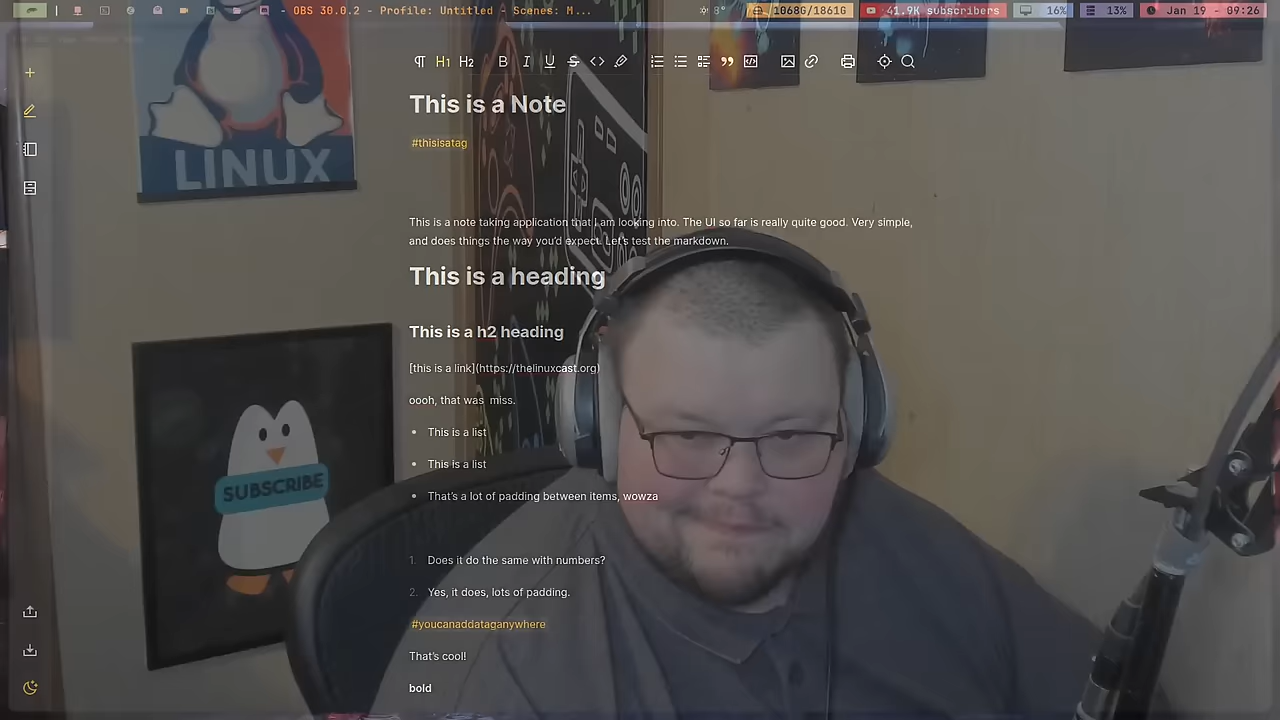 - OBS 30.0.2 - Profile: Untitled - Scenes: M...
8°
1068G/1861G
41.9K subscribers
16%
13%
Jan 19 - 09:26
H1 H2 B I U S
This is a Note
#thisisatag
This is a note taking application that I am looking into. The UI so far is really quite good. Very simple,
and does things the way you'd expect. Let's test the markdown.
This is a heading
This is a h2 heading
[this is a link](https://thelinuxcast.org)
oooh, that was miss.
• This is a list
• This is a list
• That's a lot of padding between items, wowza
1. Does it do the same with numbers?
2. Yes, it does, lots of padding.
#youcanaddataganywhere
That's cool!
bold
LINUX
SUBSCRIBE